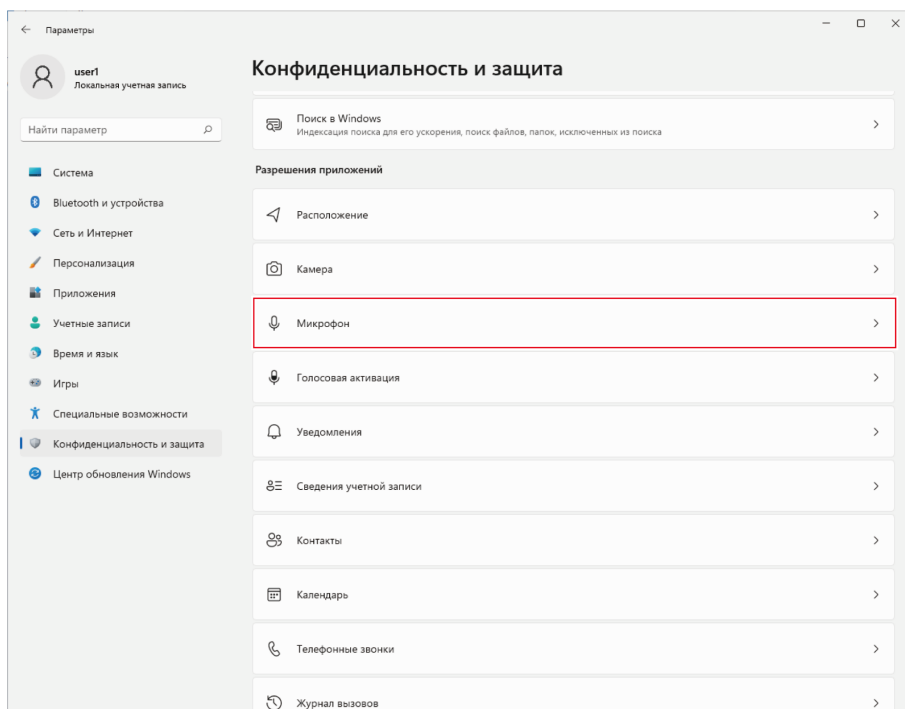 Параметры
user1
Локальная учетная запись
Найти параметр
Система
Bluetooth и устройства
Сеть и Интернет
Персонализация
Приложения
Учетные записи
Время и язык
Игры
Специальные возможности
Конфиденциальность и защита
Центр обновления Windows
Конфиденциальность и защита
Поиск в Windows
Индексация поиска для его ускорения, поиск файлов, папок, исключенных из поиска
Разрешения приложений
Расположение
Камера
Микрофон
Голосовая активация
Уведомления
Сведения учетной записи
Контакты
Календарь
Телефонные звонки
Журнал вызовов